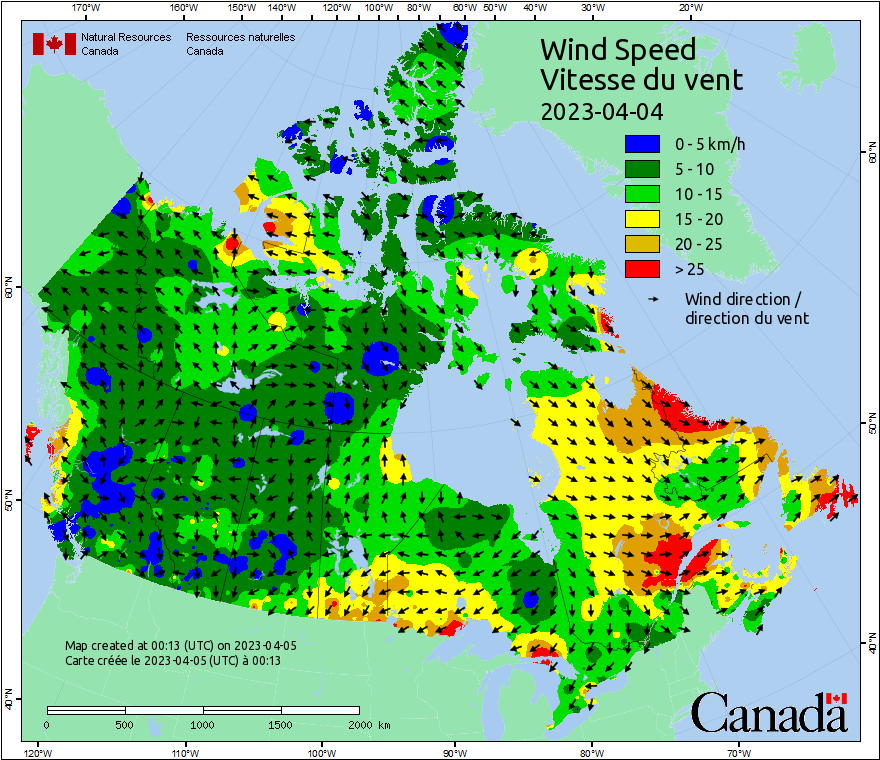 170°W 160°W 150°W 140°W 120°W 100°W 80°W 60°W 50°W 40°W 30°W 20°W
Natural Resources Ressources naturelles
Canada Canada
Wind Speed
Vitesse du vent
2023-04-04
0 - 5 km/h
5 - 10
10 - 15
15 - 20
20 - 25
> 25
Wind direction /
direction du vent
60°N
60°N
50°N
50°N
40°N
40°N
Map created at 00:13 (UTC) on 2023-04-05
Carte créée le 2023-04-05 (UTC) à 00:13
0 500 1000 1500 2000 km
Canada
120°W 110°W 100°W 90°W 80°W 70°W